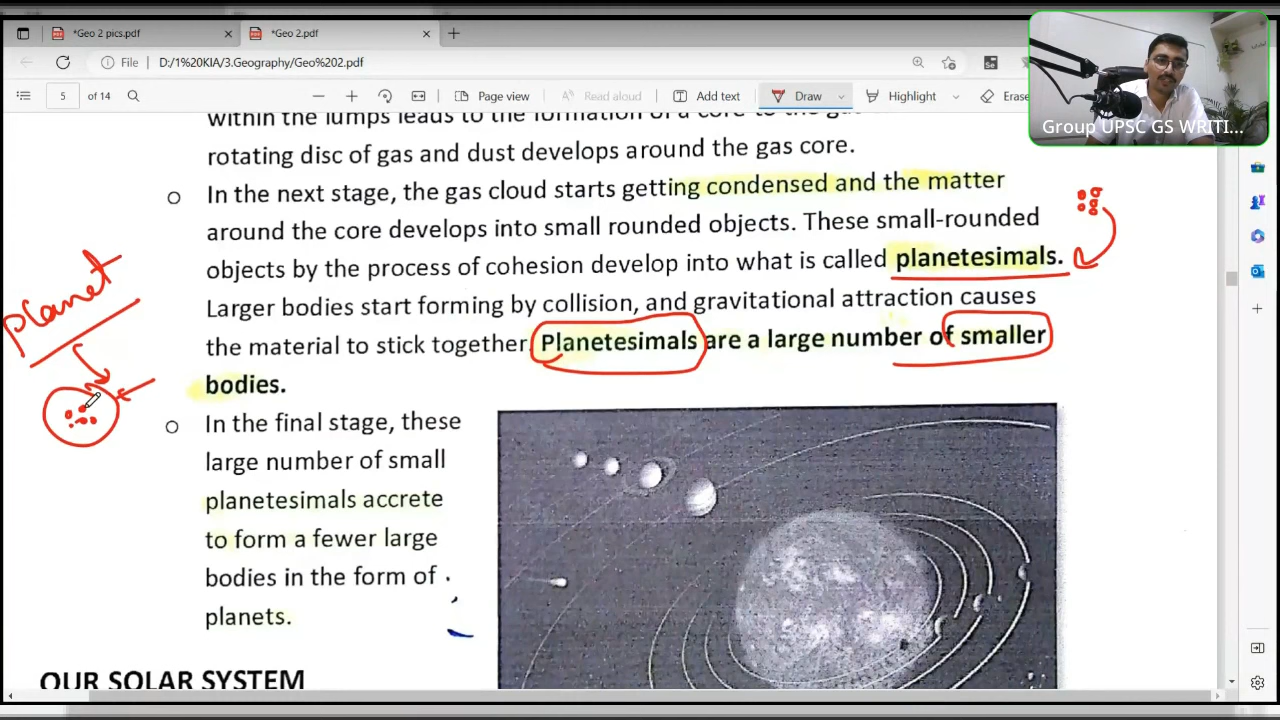 *Geo 2 pics.pdf
*Geo 2.pdf
File
D:/1%20KIA/3.Geography/Geo%202.pdf
5 of 14
Page view
Read aloud
Add text
Draw
Highlight
Erase
Group UPSC GS WRITI...
within the lumps leads to the formation of a core to the gas
rotating disc of gas and dust develops around the gas core.
In the next stage, the gas cloud starts getting condensed and the matter
around the core develops into small rounded objects. These small-rounded
objects by the process of cohesion develop into what is called planetesimals.
Larger bodies start forming by collision, and gravitational attraction causes
the material to stick together. Planetesimals are a large number of smaller
bodies.
planet
In the final stage, these
large number of small
planetesimals accrete
to form a fewer large
bodies in the form of
planets.
OUR SOLAR SYSTEM